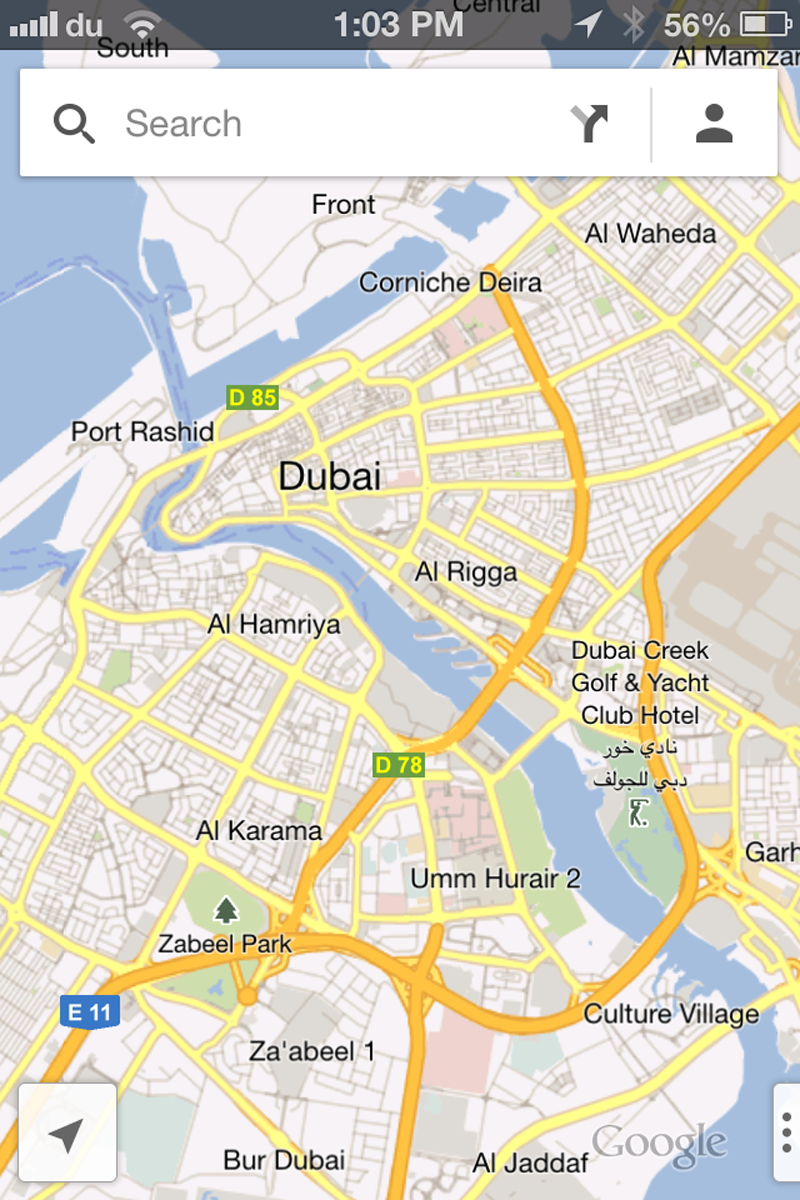 du 1:03 PM 56%
Central
South
Al Mamzar
Search
Front
Al Waheda
Corniche Deira
D 85
Port Rashid
Dubai
Al Rigga
Al Hamriya
Dubai Creek
Golf & Yacht
Club Hotel
نادي خور
دبي للجولف
D 78
Al Karama
Garh
Umm Hurair 2
Zabeel Park
E 11
Culture Village
Za'abeel 1
Google
Bur Dubai
Al Jaddaf